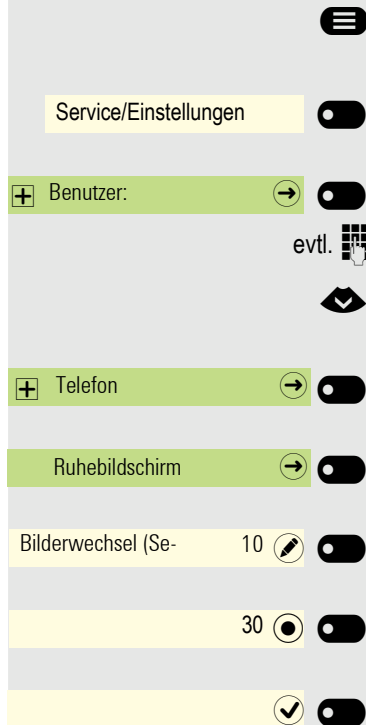 Service/Einstellungen
Benutzer:
evtl.
Telefon
Ruhebildschirm
Bilderwechsel (Se- 10
30